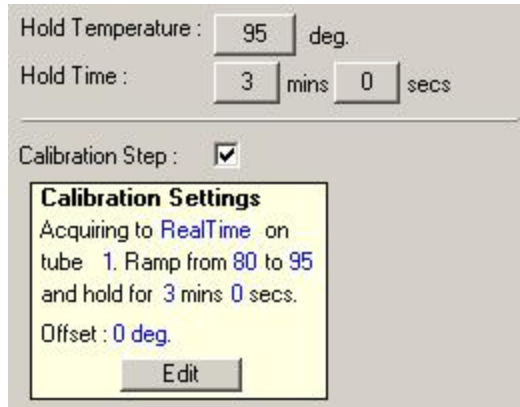 Hold Temperature : 95 deg.
Hold Time : 3 mins 0 secs
Calibration Step :
Calibration Settings
Acquiring to RealTime on
tube 1. Ramp from 80 to 95
and hold for 3 mins 0 secs.
Offset : 0 deg.
Edit